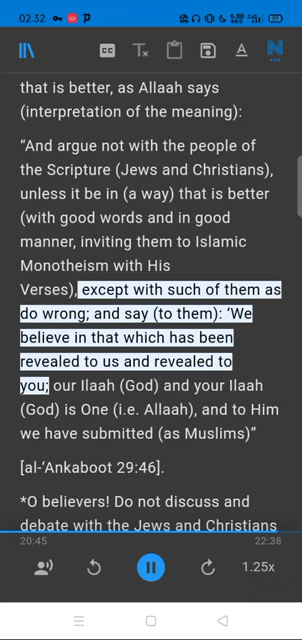 02.32
CC
that is better, as Allaah says
(interpretation of the meaning):
“And argue not with the people of
the Scripture (Jews and Christians),
unless it be in (a way) that is better
(with good words and in good
manner, inviting them to Islamic
Monotheism with His
Verses), except with such of them as
do wrong; and say (to them): ‘We
believe in that which has been
revealed to us and revealed to
you; our Ilaah (God) and your Ilaah
(God) is One (i.e. Allaah), and to Him
we have submitted (as Muslims)”
[al-‘Ankaboot 29:46].
*O believers! Do not discuss and
debate with the Jews and Christians
20:45
22:38
1.25x